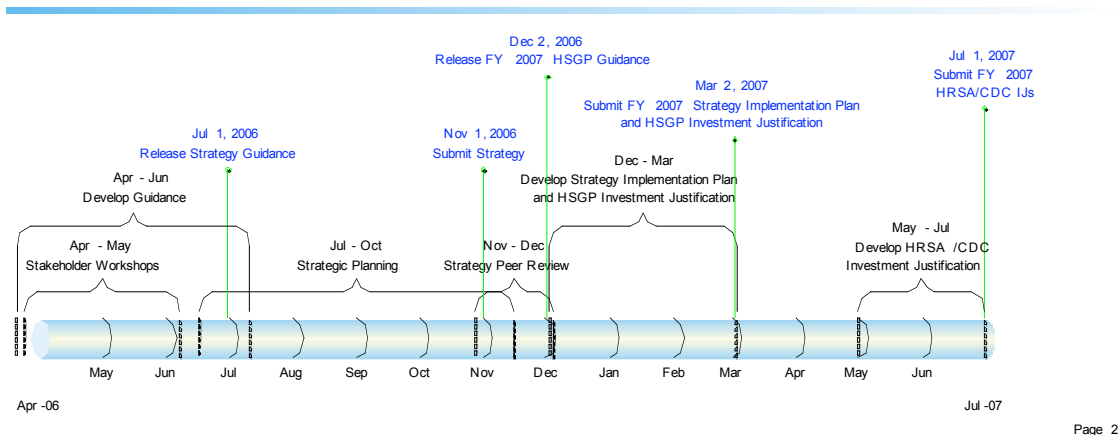 Dec 2, 2006
Release FY 2007 HSGP Guidance
Jul 1, 2007
Submit FY 2007
HRSA/CDC IJs
Mar 2, 2007
Submit FY 2007 Strategy Implementation Plan
and HSGP Investment Justification
Jul 1, 2006
Release Strategy Guidance
Nov 1, 2006
Submit Strategy
Dec - Mar
Develop Strategy Implementation Plan
and HSGP Investment Justification
Apr - Jun
Develop Guidance
Apr - May
Stakeholder Workshops
Jul - Oct
Strategic Planning
Nov - Dec
Strategy Peer Review
May - Jul
Develop HRSA /CDC
Investment Justification
May Jun Jul Aug Sep Oct Nov Dec Jan Feb Mar Apr May Jun
Apr -06 Jul -07
Page 2